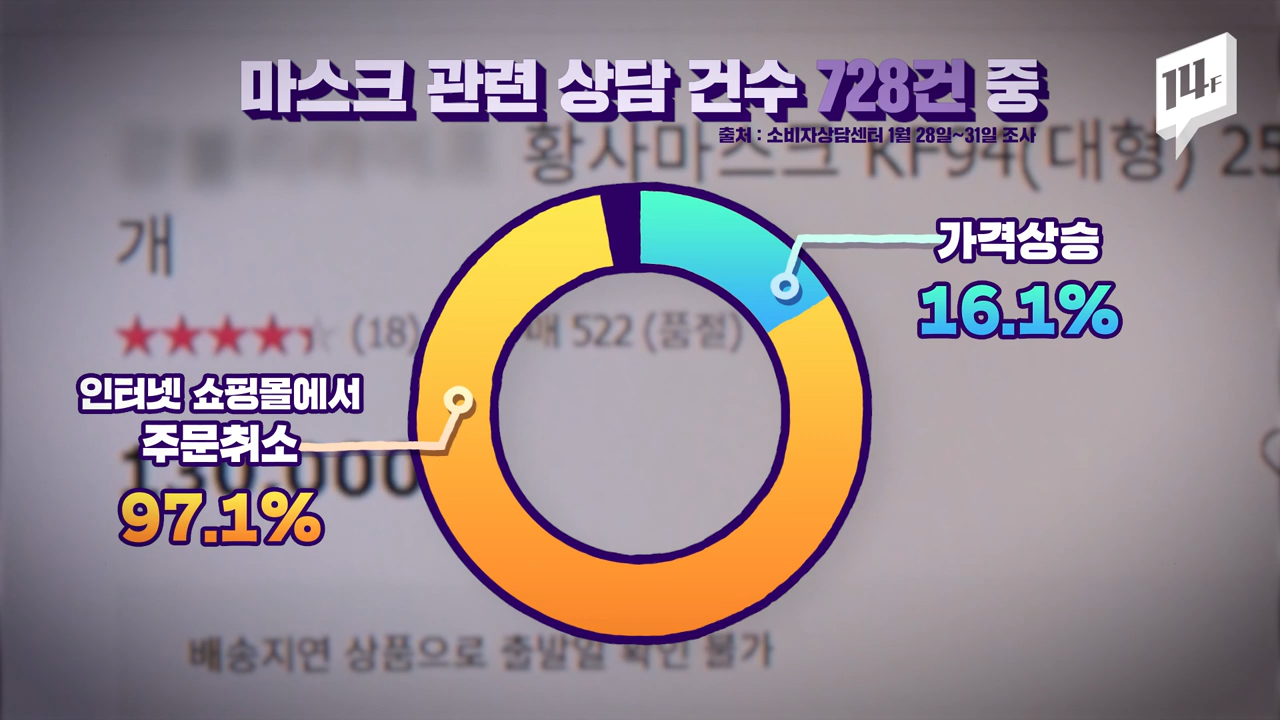 마스크 관련 상담 건수 728건 중
출처 : 소비자상담센터 1월 28일~31일 조사
14F
황사마스크 KF94(대형) 25
개
(18)
매 522 (품절)
가격상승
16.1%
인터넷 쇼핑몰에서
주문취소
97.1%
130,000
배송지연 상품으로 출발일 확인 불가